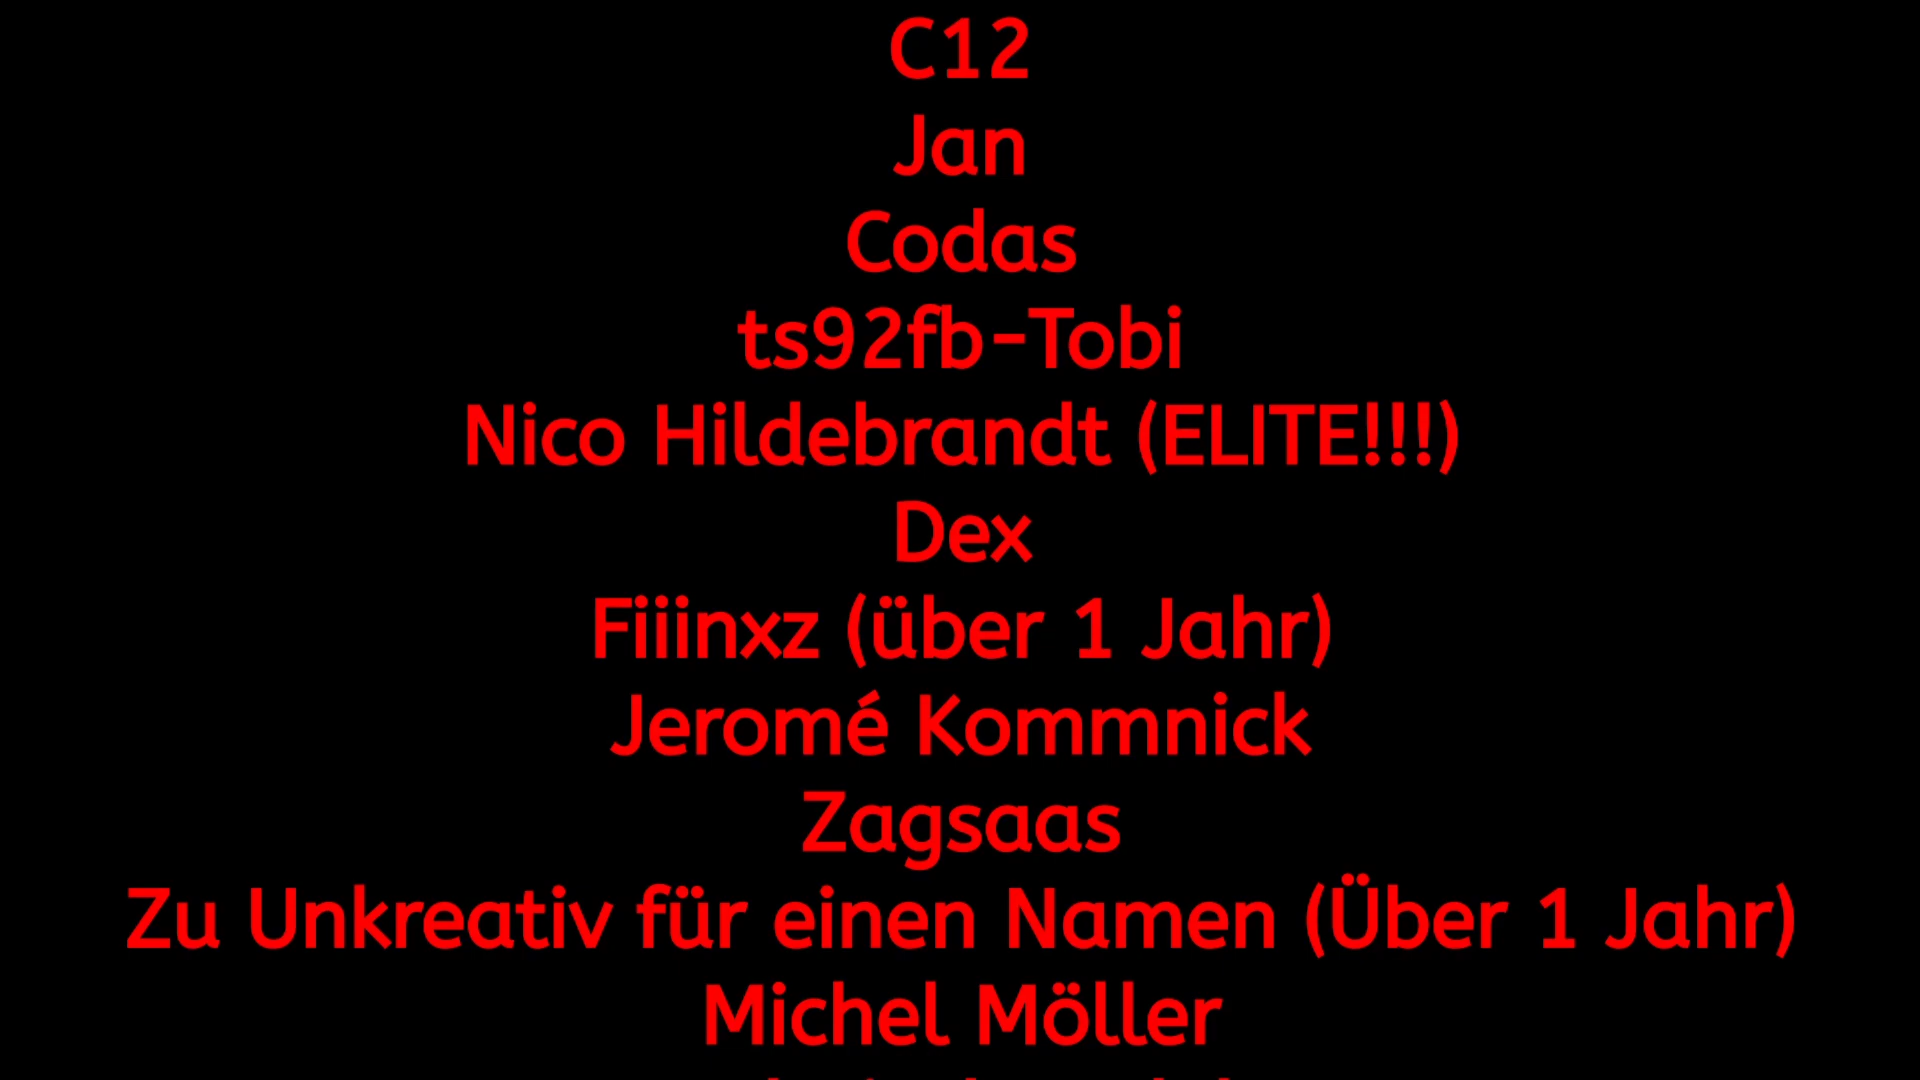 C12
Jan
Codas
ts92fb-Tobi
Nico Hildebrandt (ELITE!!!)
Dex
Fiiinxz (über 1 Jahr)
Jeromé Kommnick
Zagsaas
Zu Unkreativ für einen Namen (Über 1 Jahr)
Michel Möller